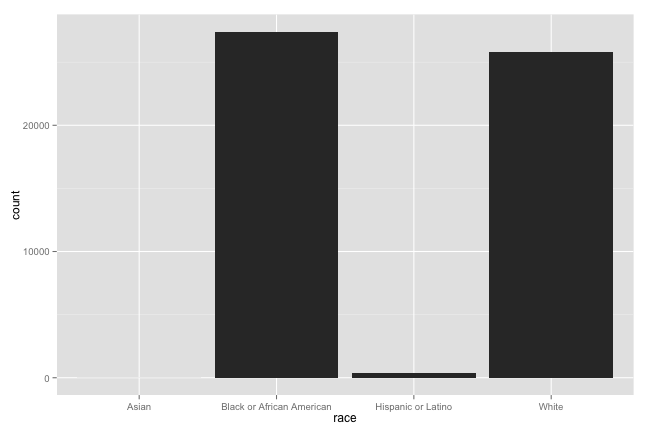 count
20000
10000
0
Asian Black or African American Hispanic or Latino White
race